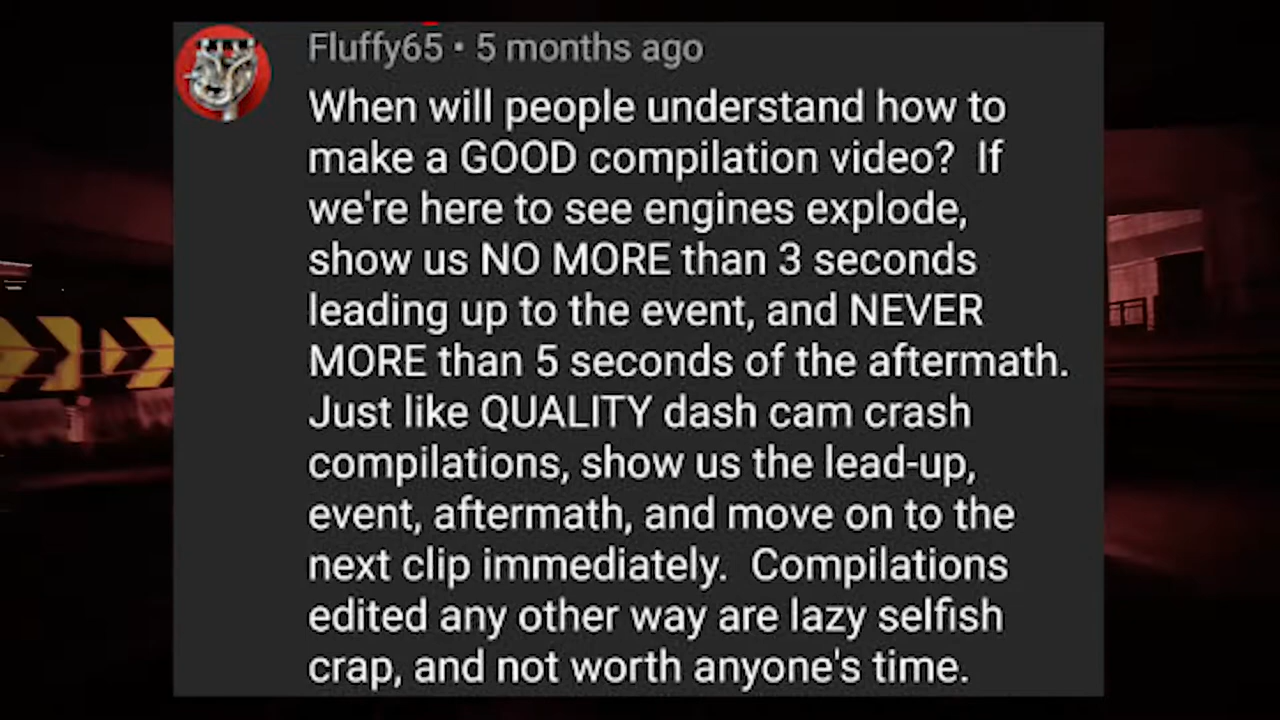 Fluffy65 • 5 months ago
When will people understand how to
make a GOOD compilation video?  If
we're here to see engines explode,
show us NO MORE than 3 seconds
leading up to the event, and NEVER
MORE than 5 seconds of the aftermath.
Just like QUALITY dash cam crash
compilations, show us the lead-up,
event, aftermath, and move on to the
next clip immediately.  Compilations
edited any other way are lazy selfish
crap, and not worth anyone's time.